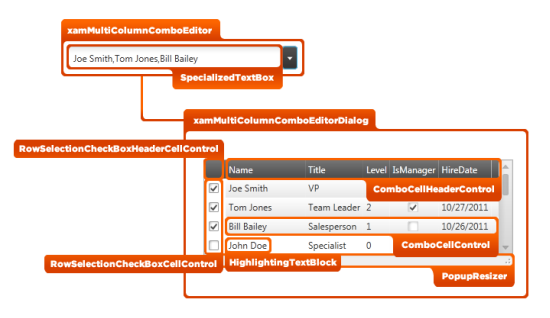 xamMultiColumnComboEditor
Joe Smith,Tom Jones,Bill Bailey
SpecializedTextBox
xamMultiColumnComboEditorDialog
RowSelectionCheckBoxHeaderCellControl
Name Title Level IsManager HireDate
Joe Smith VP
ComboCellHeaderControl
Tom Jones Team Leader 2 10/27/2011
Bill Bailey Salesperson 1 10/26/2011
John Doe Specialist 0
ComboCellControl
RowSelectionCheckBoxCellControl
HighlightingTextBlock
PopupResizer